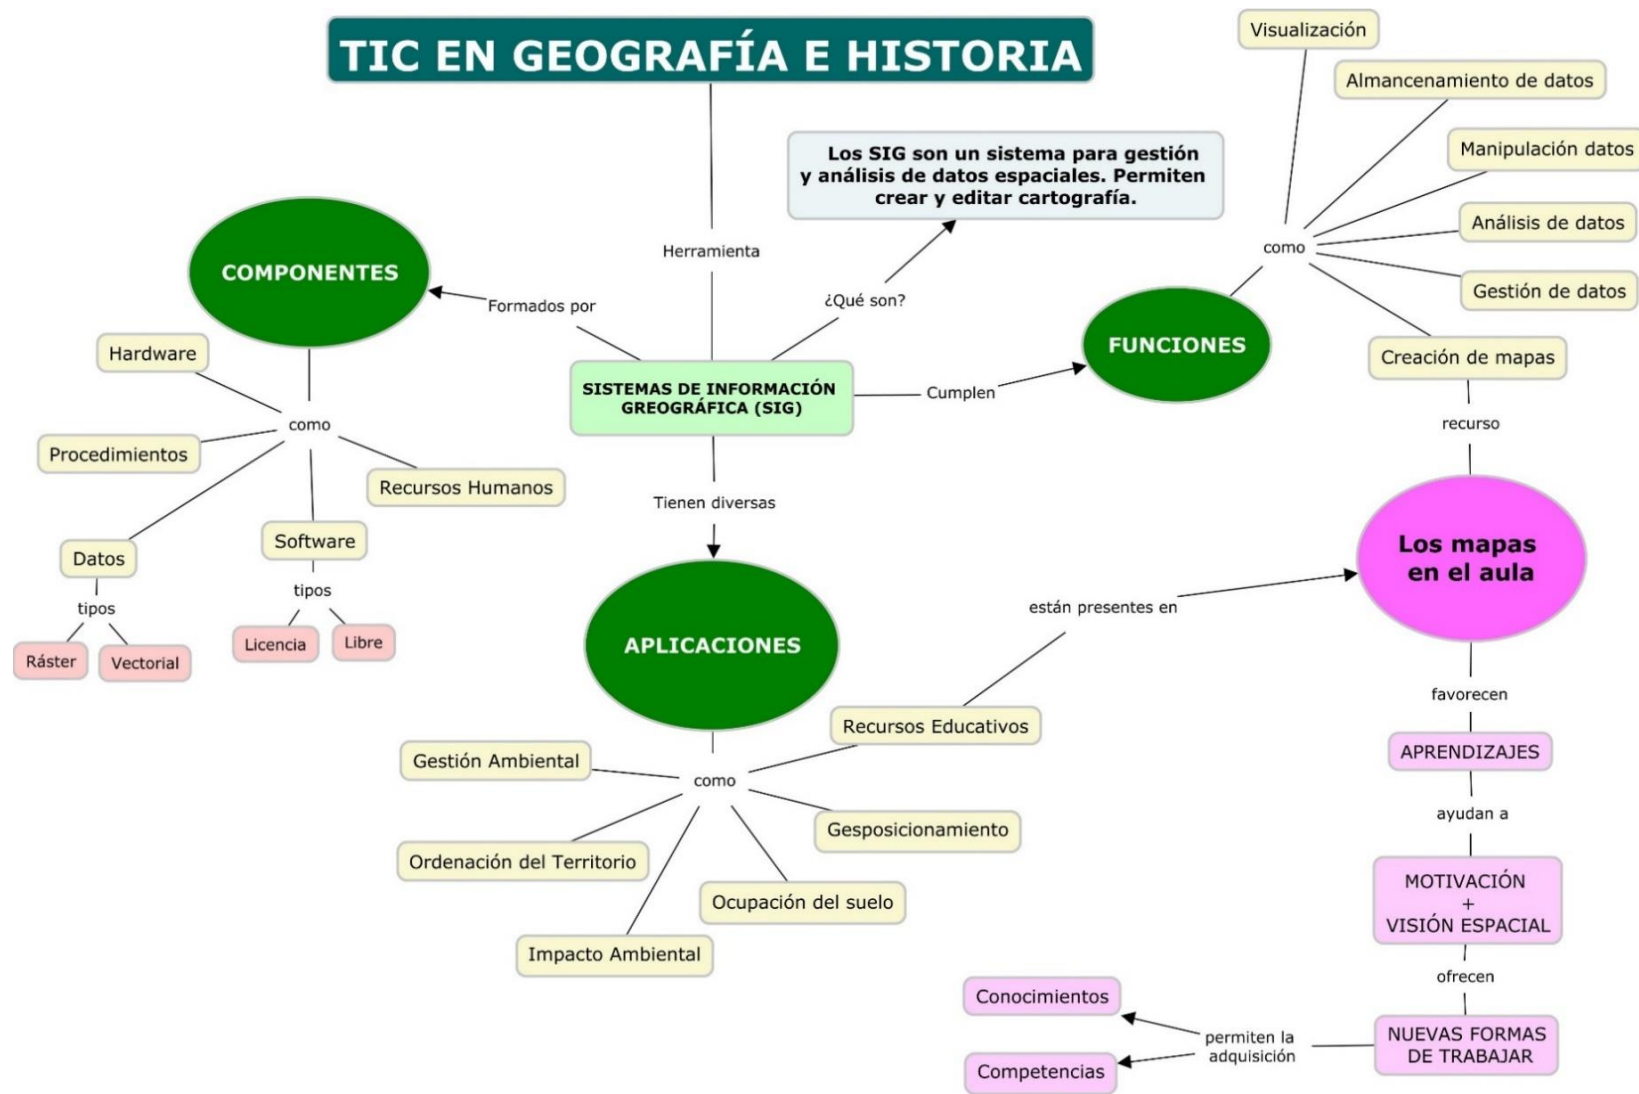 TIC EN GEOGRAFÍA E HISTORIA
Herramienta
SISTEMAS DE INFORMACIÓN
GREOGRÁFICA (SIG)
¿Qué son?
Los SIG son un sistema para gestión
y análisis de datos espaciales. Permiten
crear y editar cartografía.
Formados por
COMPONENTES
como
Hardware
Procedimientos
Recursos Humanos
Datos
tipos
Ráster
Vectorial
Software
tipos
Licencia
Libre
Cumplen
FUNCIONES
como
Visualización
Almancenamiento de datos
Manipulación datos
Análisis de datos
Gestión de datos
Creación de mapas
recurso
Los mapas
en el aula
Tienen diversas
APLICACIONES
como
Recursos Educativos
están presentes en
Gestión Ambiental
Gesposicionamiento
Ordenación del Territorio
Ocupación del suelo
Impacto Ambiental
favorecen
APRENDIZAJES
ayudan a
MOTIVACIÓN
+
VISIÓN ESPACIAL
ofrecen
NUEVAS FORMAS
DE TRABAJAR
permiten la
adquisición
Conocimientos
Competencias